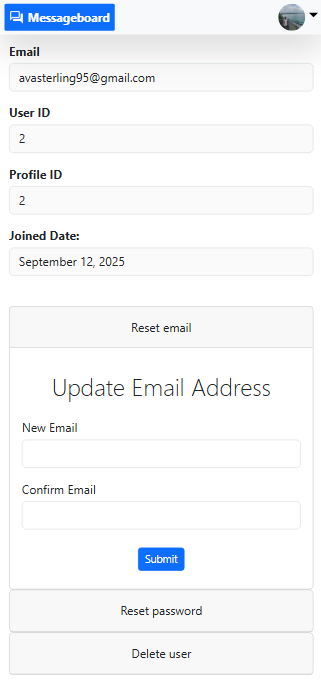 Messageboard
Email
avasterling95@gmail.com
User ID
2
Profile ID
2
Joined Date:
September 12, 2025
Reset email
Update Email Address
New Email
Confirm Email
Submit
Reset password
Delete user